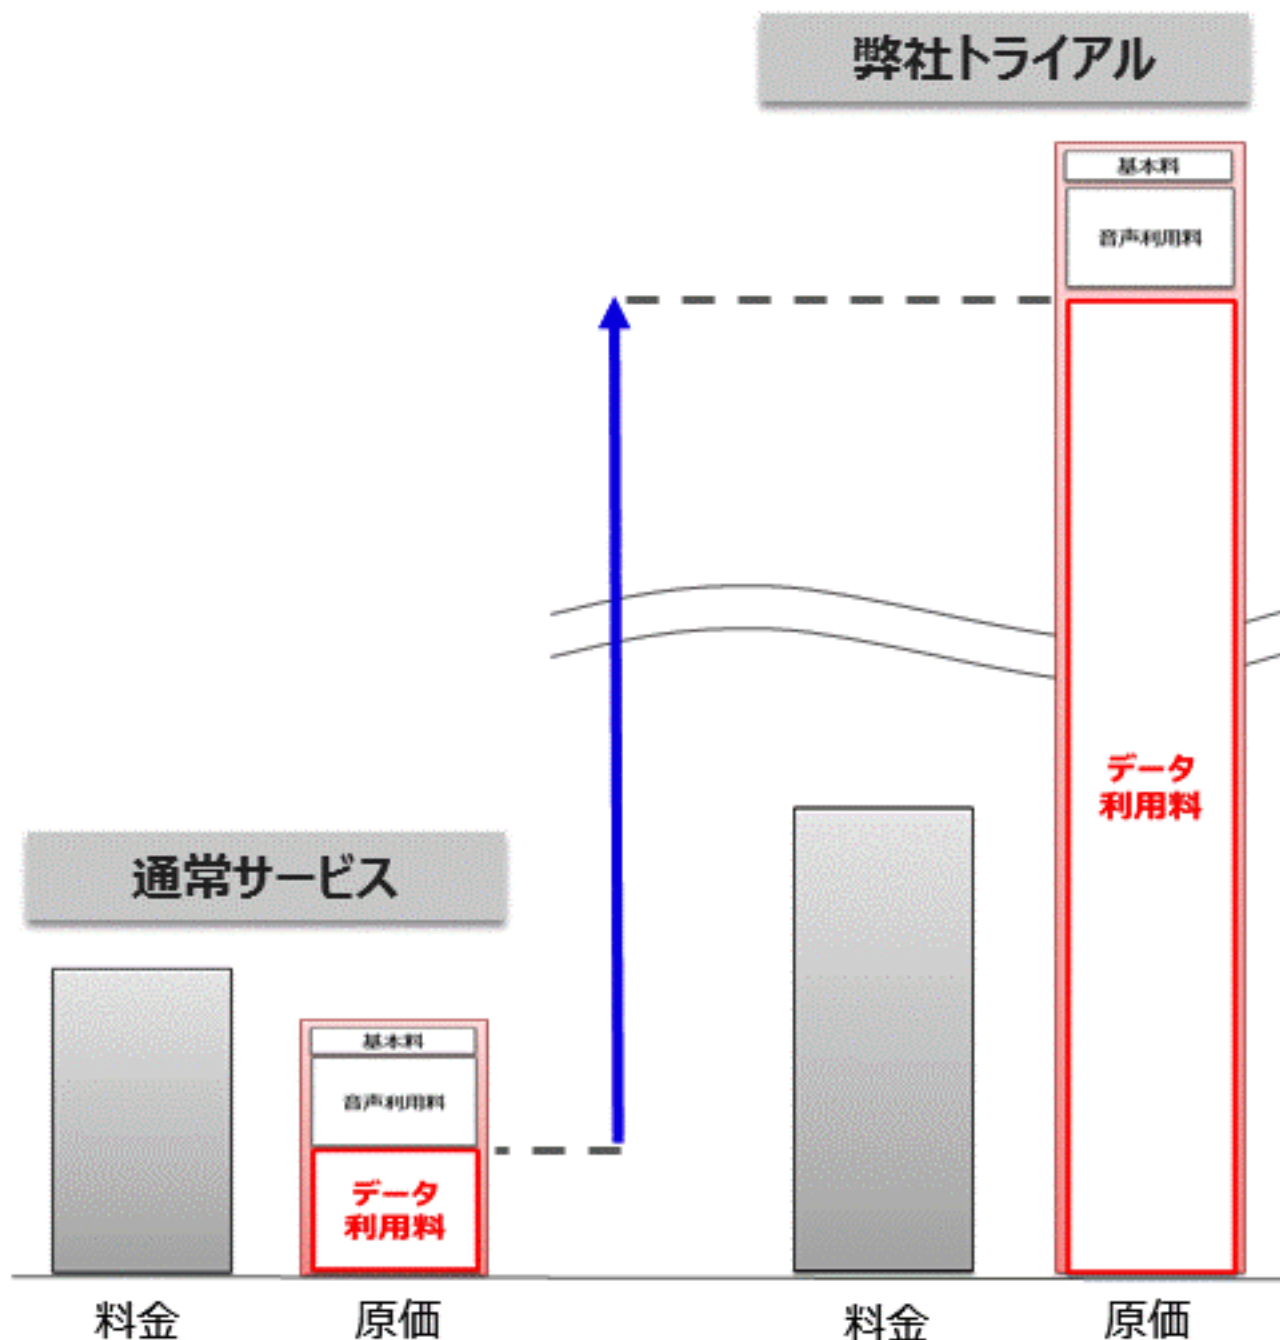 弊社トライアル
基本料
音声利用料
データ
利用料
通常サービス
基本料
音声利用料
データ
利用料
料金
原価
料金
原価